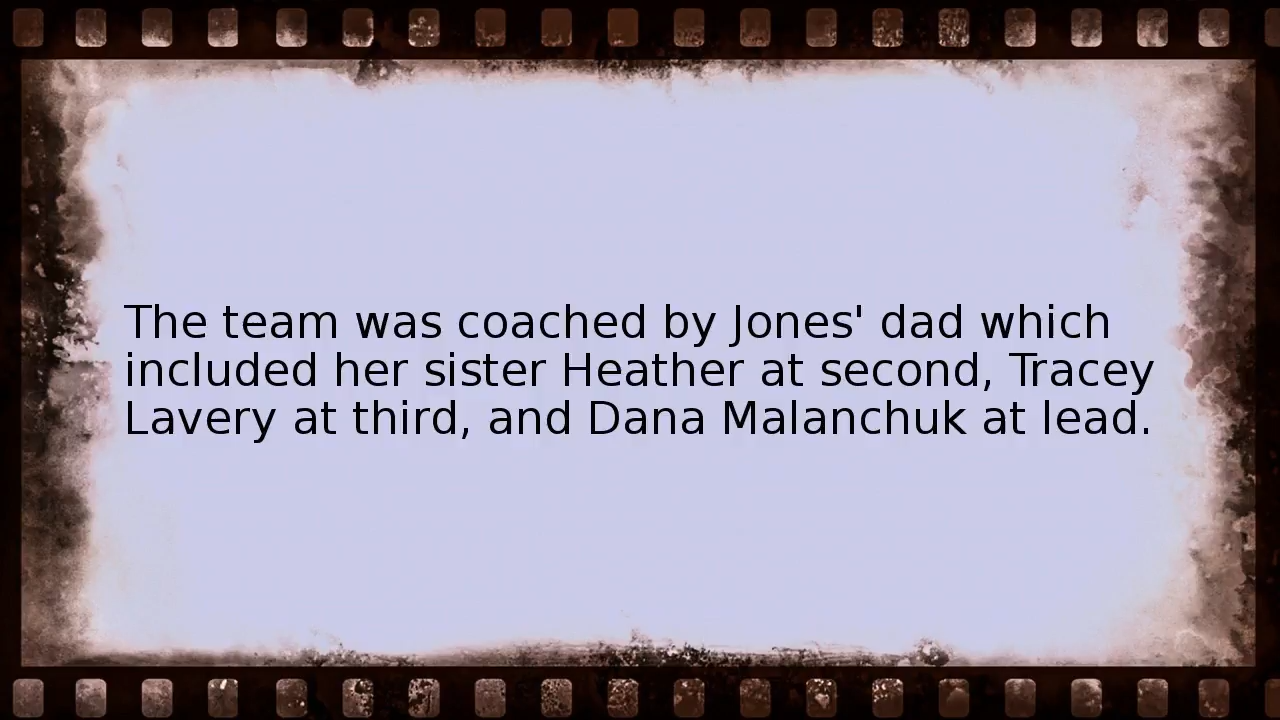 The team was coached by Jones' dad which
included her sister Heather at second, Tracey
Lavery at third, and Dana Malanchuk at lead.